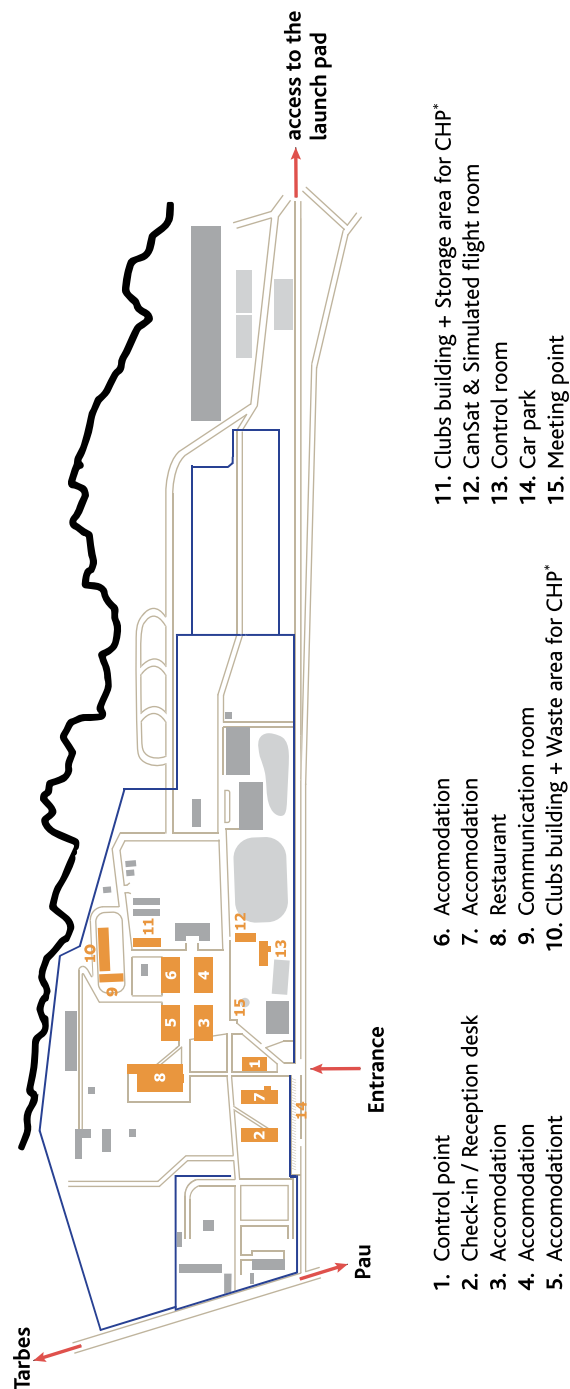 Tarbes
Pau
Entrance
access to the
launch pad
1
2
3
4
5
6
7
8
9
10
11
12
13
14
15
1. Control point
2. Check-in / Reception desk
3. Accomodation
4. Accomodation
5. Accomodationt
6. Accomodation
7. Accomodation
8. Restaurant
9. Communication room
10. Clubs building + Waste area for CHP*
11. Clubs building + Storage area for CHP*
12. CanSat & Simulated flight room
13. Control room
14. Car park
15. Meeting point